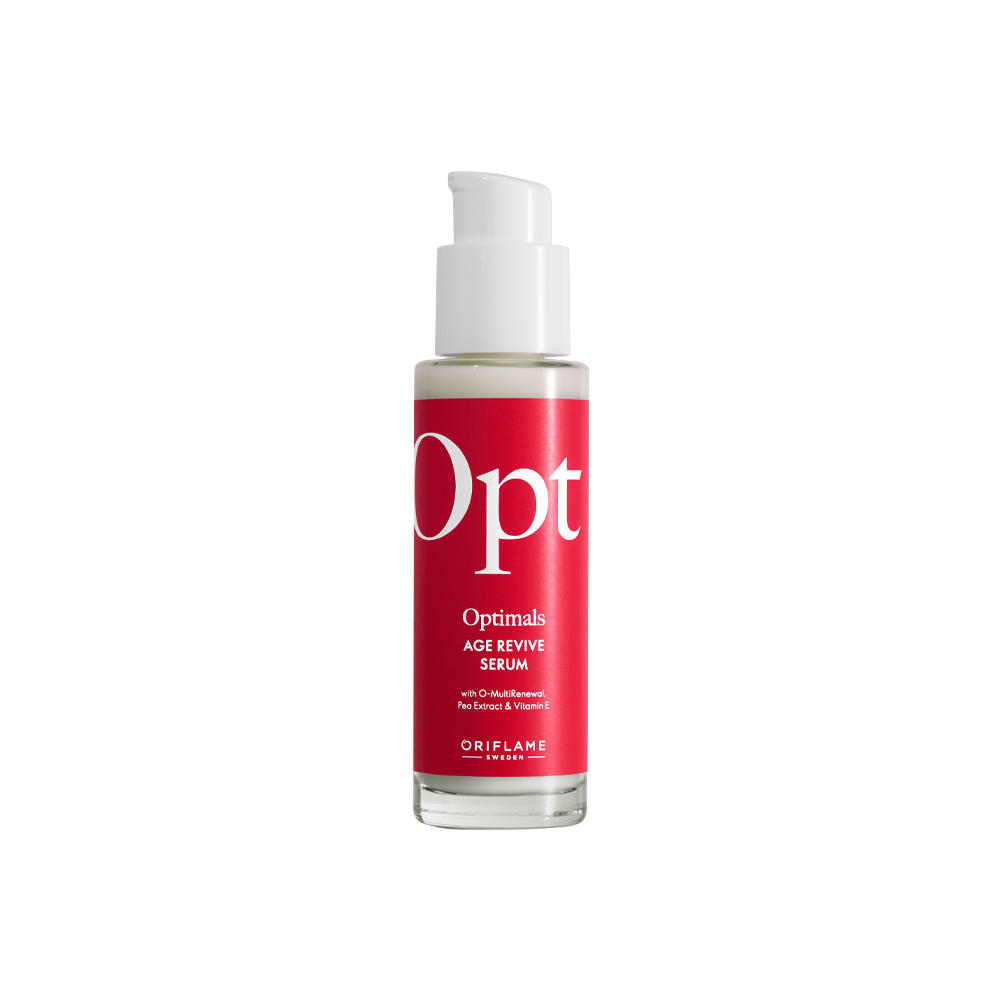 Opt
Optimals
AGE REVIVE
SERUM
with O-MultiRenewal,
Pea Extract & Vitamin E
ORIFLAME
SWEDEN